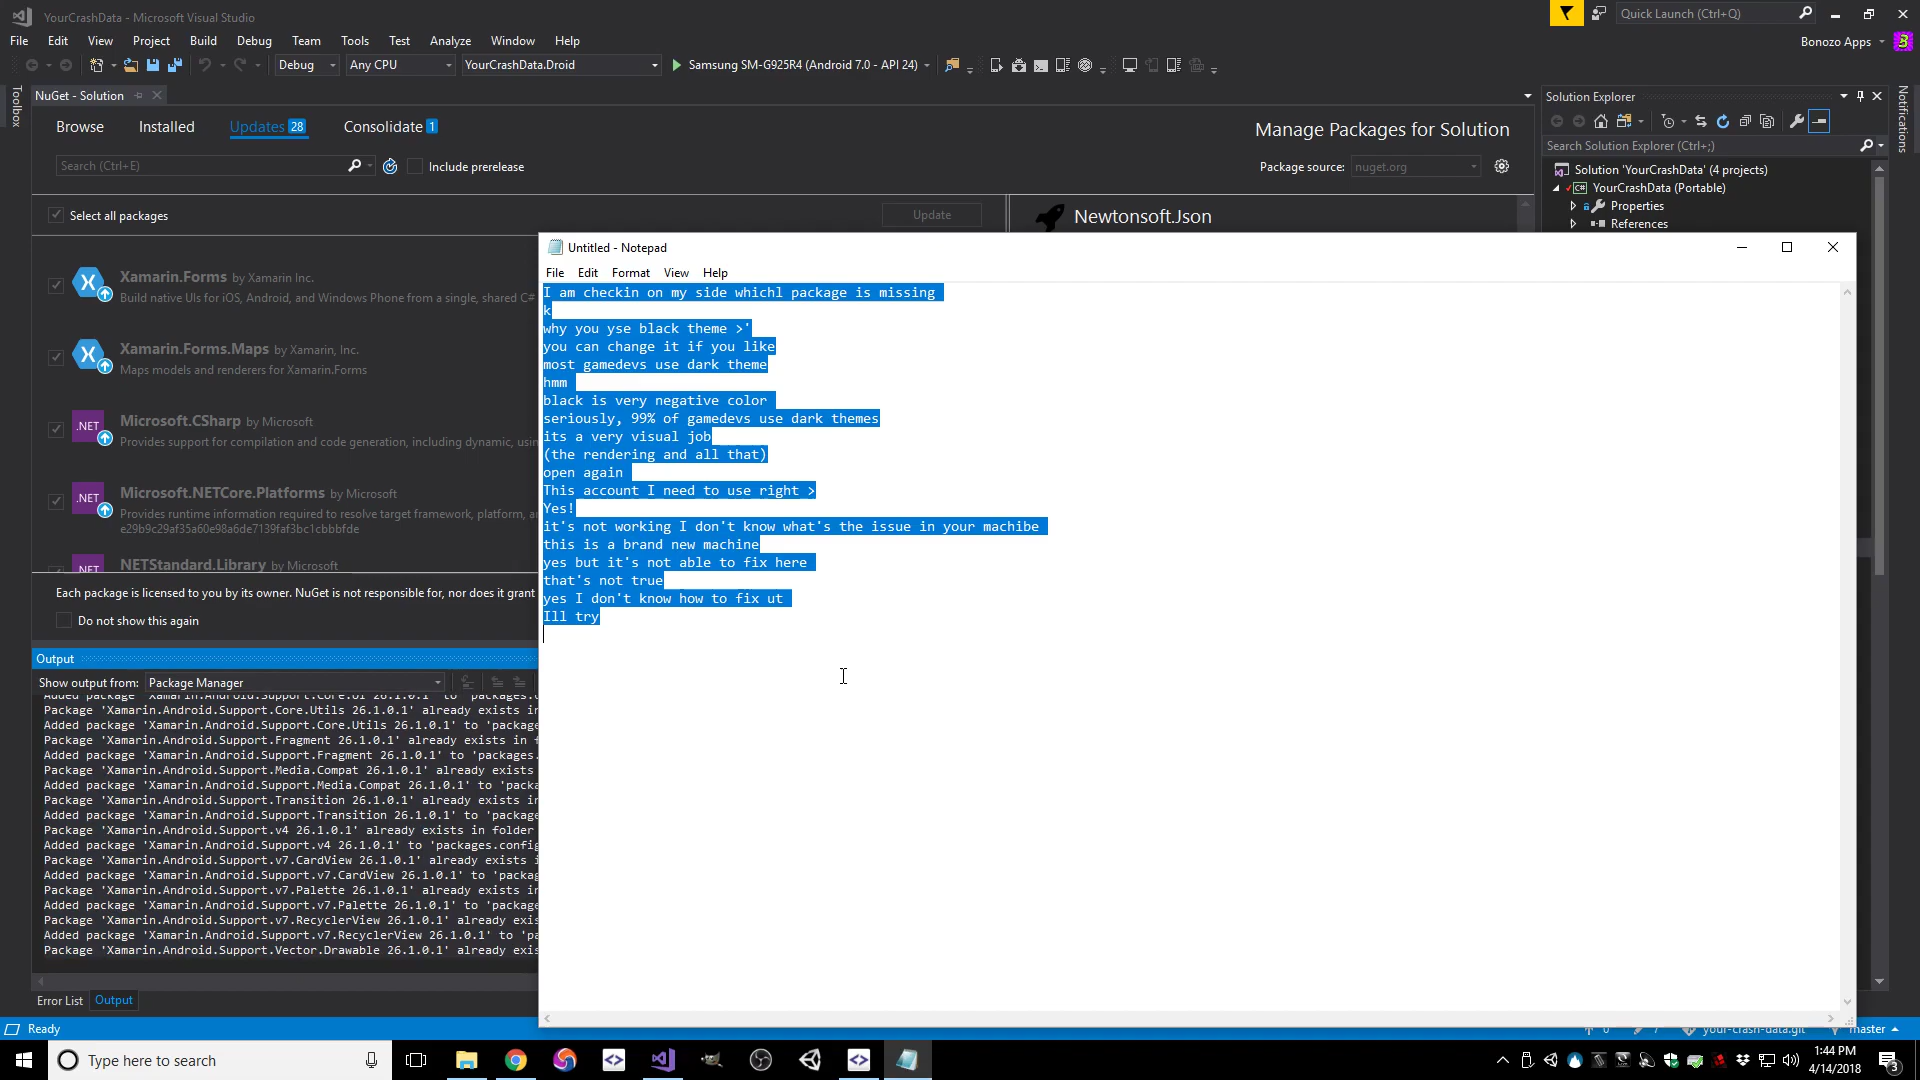 YourCrashData - Microsoft Visual Studio
Quick Launch (Ctrl+Q)
File Edit View Project Build Debug Team Tools Test Analyze Window Help
Bonozo Apps
Debug Any CPU YourCrashData.Droid Samsung SM-G925R4 (Android 7.0 - API 24)
Toolbox
NuGet - Solution
Solution Explorer
Notifications
Browse Installed Updates 28 Consolidate 1
Manage Packages for Solution
Search (Ctrl+E)
Include prerelease
Package source: nuget.org
Search Solution Explorer (Ctrl+;)
Solution 'YourCrashData' (4 projects)
YourCrashData (Portable)
Properties
References
Select all packages
Update
Newtonsoft.Json
Xamarin.Forms by Xamarin Inc.
Build native UIs for iOS, Android, and Windows Phone from a single, shared C#
Xamarin.Forms.Maps by Xamarin, Inc.
Maps models and renderers for Xamarin.Forms
.NET
Microsoft.CSharp by Microsoft
Provides support for compilation and code generation, including dynamic, usin
.NET
Microsoft.NETCore.Platforms by Microsoft
Provides runtime information required to resolve target framework, platform, a
e29b9c29af35a60e98a6de7139faf3bc1cbbbfde
.NET
NETStandard.Library by Microsoft
Each package is licensed to you by its owner. NuGet is not responsible for, nor does it grant
Do not show this again
Untitled - Notepad
File Edit Format View Help
I am checkin on my side whichl package is missing
k
why you yse black theme >'
you can change it if you like
most gamedevs use dark theme
hmm
black is very negative color
seriously, 99% of gamedevs use dark themes
its a very visual job
(the rendering and all that)
open again
This account I need to use right >
Yes!
it's not working I don't know what's the issue in your machibe
this is a brand new machine
yes but it's not able to fix here
that's not true
yes I don't know how to fix ut
Ill try
Output
Show output from: Package Manager
Added package 'Xamarin.Android.Support.Core.UI 26.1.0.1' to 'packages.
Package 'Xamarin.Android.Support.Core.Utils 26.1.0.1' already exists in
Added package 'Xamarin.Android.Support.Core.Utils 26.1.0.1' to 'package
Package 'Xamarin.Android.Support.Fragment 26.1.0.1' already exists in f
Added package 'Xamarin.Android.Support.Fragment 26.1.0.1' to 'packages.
Package 'Xamarin.Android.Support.Media.Compat 26.1.0.1' already exists
Added package 'Xamarin.Android.Support.Media.Compat 26.1.0.1' to 'packa
Package 'Xamarin.Android.Support.Transition 26.1.0.1' already exists in
Added package 'Xamarin.Android.Support.Transition 26.1.0.1' to 'package
Package 'Xamarin.Android.Support.v4 26.1.0.1' already exists in folder
Added package 'Xamarin.Android.Support.v4 26.1.0.1' to 'packages.config
Package 'Xamarin.Android.Support.v7.CardView 26.1.0.1' already exists i
Added package 'Xamarin.Android.Support.v7.CardView 26.1.0.1' to 'packag
Package 'Xamarin.Android.Support.v7.Palette 26.1.0.1' already exists in
Added package 'Xamarin.Android.Support.v7.Palette 26.1.0.1' to 'package
Package 'Xamarin.Android.Support.v7.RecyclerView 26.1.0.1' already exis
Added package 'Xamarin.Android.Support.v7.RecyclerView 26.1.0.1' to 'pa
Package 'Xamarin.Android.Support.Vector.Drawable 26.1.0.1' already exis
Error List Output
Ready
0 7 your-crash-data.git master
Type here to search
1:44 PM
4/14/2018
3